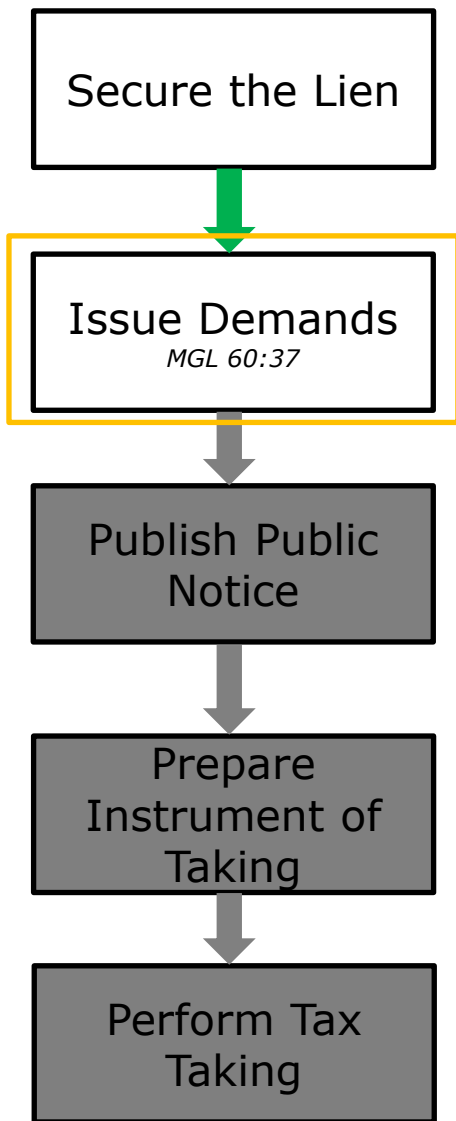 Secure the Lien
Issue Demands
MGL 60:37
Publish Public
Notice
Prepare
Instrument of
Taking
Perform Tax
Taking